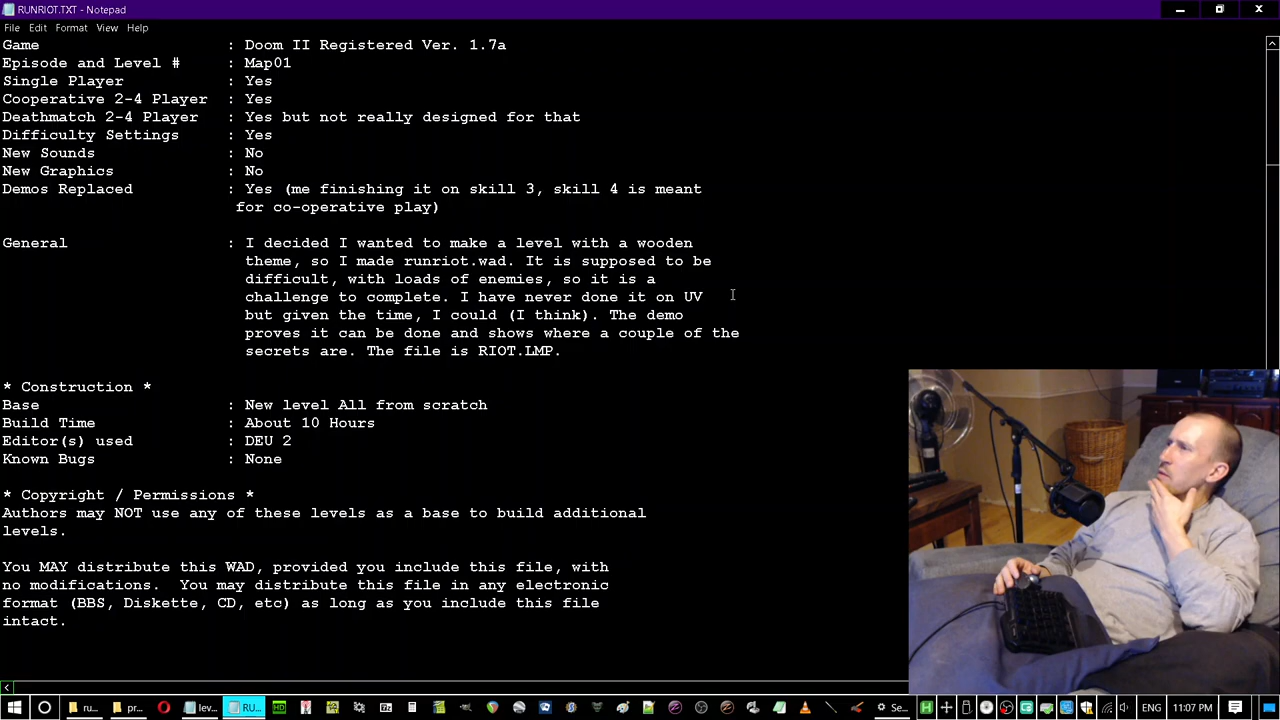 RUNRIOT.TXT - Notepad
File Edit Format View Help
Game : Doom II Registered Ver. 1.7a
Episode and Level # : Map01
Single Player : Yes
Cooperative 2-4 Player : Yes
Deathmatch 2-4 Player : Yes but not really designed for that
Difficulty Settings : Yes
New Sounds : No
New Graphics : No
Demos Replaced : Yes (me finishing it on skill 3, skill 4 is meant
for co-operative play)
General : I decided I wanted to make a level with a wooden
theme, so I made runriot.wad. It is supposed to be
difficult, with loads of enemies, so it is a
challenge to complete. I have never done it on UV
but given the time, I could (I think). The demo
proves it can be done and shows where a couple of the
secrets are. The file is RIOT.LMP.
* Construction *
Base : New level All from scratch
Build Time : About 10 Hours
Editor(s) used : DEU 2
Known Bugs : None
* Copyright / Permissions *
Authors may NOT use any of these levels as a base to build additional
levels.
You MAY distribute this WAD, provided you include this file, with
no modifications. You may distribute this file in any electronic
format (BBS, Diskette, CD, etc) as long as you include this file
intact.
ru... pr... lev... RU... HD Se... ENG 11:07 PM